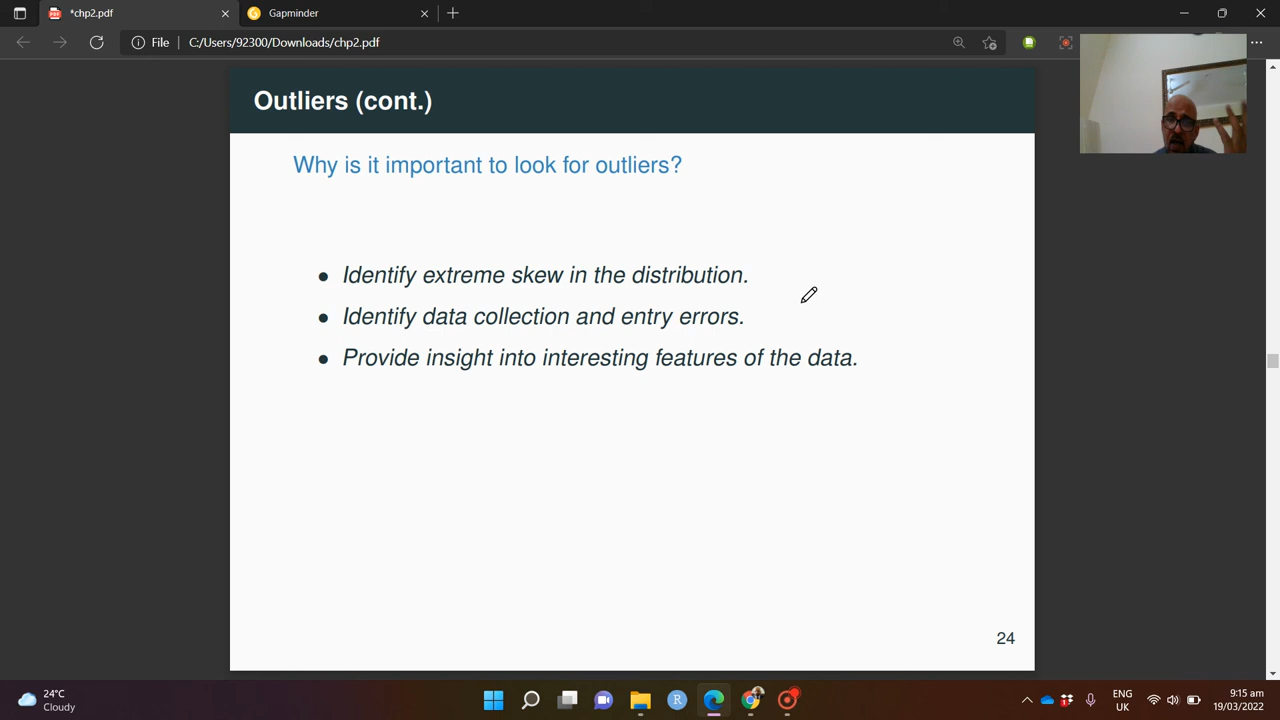 *chp2.pdf
Gapminder
File
C:/Users/92300/Downloads/chp2.pdf
Outliers (cont.)
Why is it important to look for outliers?
• Identify extreme skew in the distribution.
• Identify data collection and entry errors.
• Provide insight into interesting features of the data.
24
24°C
Cloudy
ENG
UK
9:15 am
19/03/2022